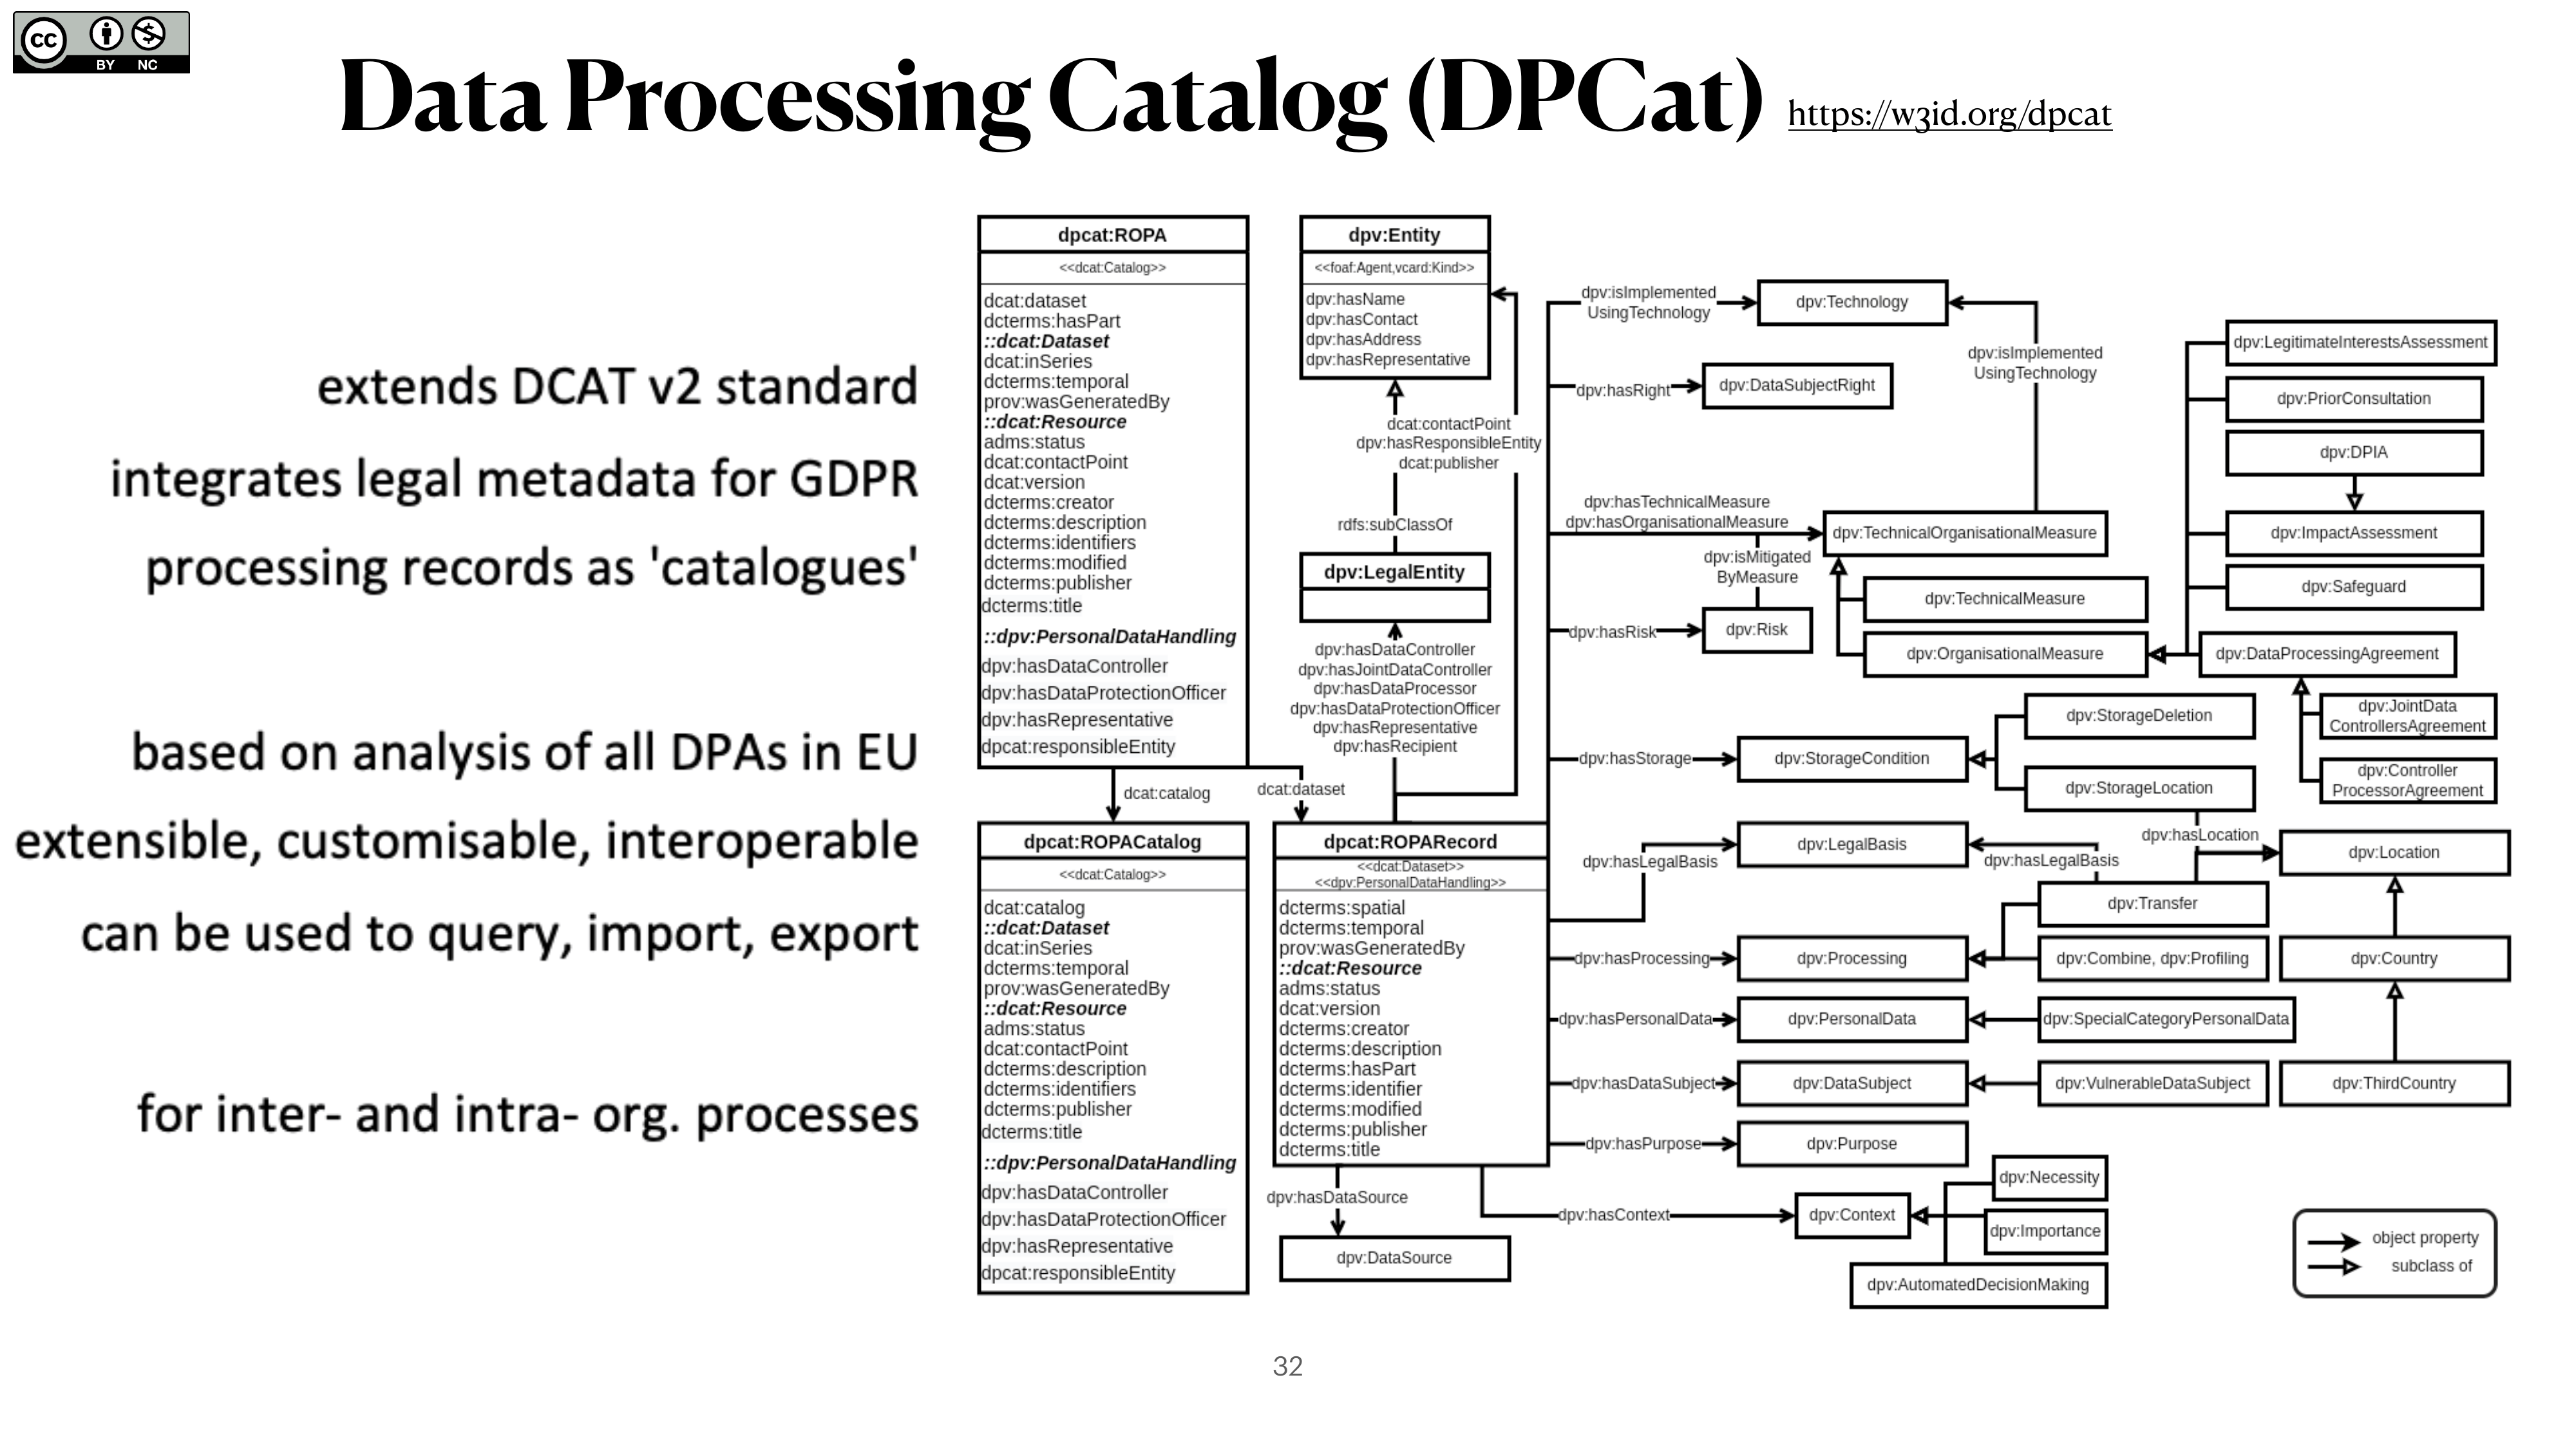 cc
BY NC
Data Processing Catalog (DPCat) https://w3id.org/dpcat
extends DCAT v2 standard
integrates legal metadata for GDPR
processing records as 'catalogues'
based on analysis of all DPAs in EU
extensible, customisable, interoperable
can be used to query, import, export
for inter- and intra- org. processes
dpcat:ROPA
<<dcat:Catalog>>
dcat:dataset
dcterms:hasPart
::dcat:Dataset
dcat:inSeries
dcterms:temporal
prov:wasGeneratedBy
::dcat:Resource
adms:status
dcat:contactPoint
dcat:version
dcterms:creator
dcterms:description
dcterms:identifiers
dcterms:modified
dcterms:publisher
dcterms:title
::dpv:PersonalDataHandling
dpv:hasDataController
dpv:hasDataProtectionOfficer
dpv:hasRepresentative
dpcat:responsibleEntity
dcat:catalog
dcat:dataset
dpcat:ROPACatalog
<<dcat:Catalog>>
dcat:catalog
::dcat:Dataset
dcat:inSeries
dcterms:temporal
prov:wasGeneratedBy
::dcat:Resource
adms:status
dcat:contactPoint
dcterms:description
dcterms:identifiers
dcterms:publisher
dcterms:title
::dpv:PersonalDataHandling
dpv:hasDataController
dpv:hasDataProtectionOfficer
dpv:hasRepresentative
dpcat:responsibleEntity
dpv:Entity
<<foaf:Agent,vcard:Kind>>
dpv:hasName
dpv:hasContact
dpv:hasAddress
dpv:hasRepresentative
dcat:contactPoint
dpv:hasResponsibleEntity
dcat:publisher
rdfs:subClassOf
dpv:LegalEntity
dpv:hasDataController
dpv:hasJointDataController
dpv:hasDataProcessor
dpv:hasDataProtectionOfficer
dpv:hasRepresentative
dpv:hasRecipient
dpcat:ROPARecord
<<dcat:Dataset>>
<<dpv:PersonalDataHandling>>
dcterms:spatial
dcterms:temporal
prov:wasGeneratedBy
::dcat:Resource
adms:status
dcat:version
dcterms:creator
dcterms:description
dcterms:hasPart
dcterms:identifier
dcterms:modified
dcterms:publisher
dcterms:title
dpv:hasDataSource
dpv:DataSource
dpv:isImplemented
UsingTechnology
dpv:Technology
dpv:isImplemented
UsingTechnology
dpv:hasRight
dpv:DataSubjectRight
dpv:hasTechnicalMeasure
dpv:hasOrganisationalMeasure
dpv:TechnicalOrganisationalMeasure
dpv:isMitigated
ByMeasure
dpv:TechnicalMeasure
dpv:hasRisk
dpv:Risk
dpv:OrganisationalMeasure
dpv:LegitimateInterestsAssessment
dpv:PriorConsultation
dpv:DPIA
dpv:ImpactAssessment
dpv:Safeguard
dpv:DataProcessingAgreement
dpv:JointData
ControllersAgreement
dpv:Controller
ProcessorAgreement
dpv:hasStorage
dpv:StorageCondition
dpv:StorageDeletion
dpv:StorageLocation
dpv:hasLocation
dpv:Location
dpv:hasLegalBasis
dpv:LegalBasis
dpv:hasLegalBasis
dpv:Transfer
dpv:hasProcessing
dpv:Processing
dpv:Combine, dpv:Profiling
dpv:Country
dpv:hasPersonalData
dpv:PersonalData
dpv:SpecialCategoryPersonalData
dpv:hasDataSubject
dpv:DataSubject
dpv:VulnerableDataSubject
dpv:ThirdCountry
dpv:hasPurpose
dpv:Purpose
dpv:hasContext
dpv:Context
dpv:Necessity
dpv:Importance
dpv:AutomatedDecisionMaking
object property
subclass of
32